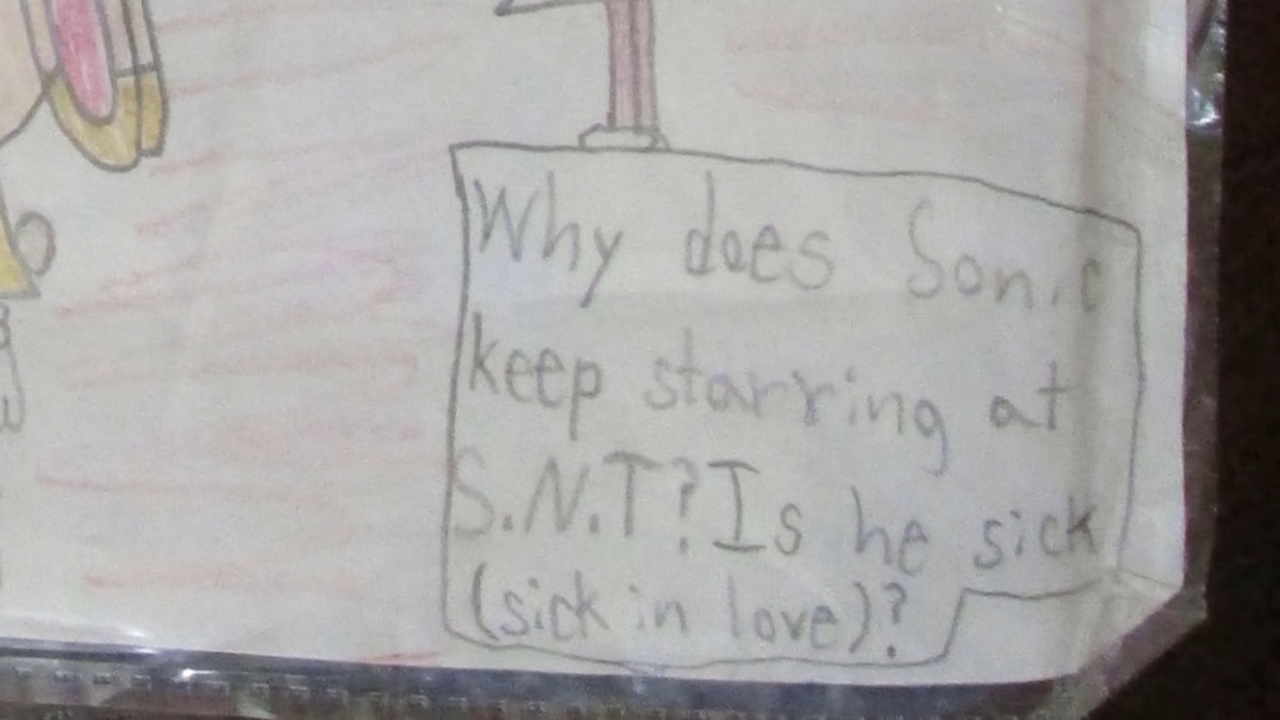 Why does Sonic
keep starring at
S.N.T? Is he sick
(sick in love)?